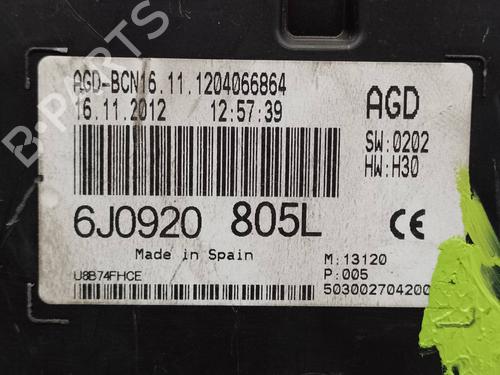 AGD-BCN16.11.1204066864
16.11.2012 12:57:39
AGD
SW:0202
HW:H30
6J0920 805L
CE
Made in Spain
U8B74FHCE
M:13120
P:005
503002704200
B-PARTS